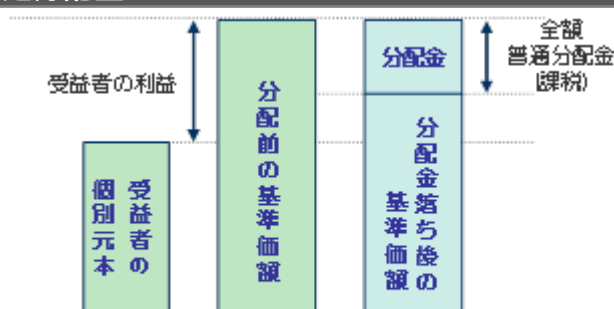 全額
普通分配金
(課税)
分配金
受益者の利益
分配前の基準価額
分配金落ち後の
基準価額
受益者の
個別元本